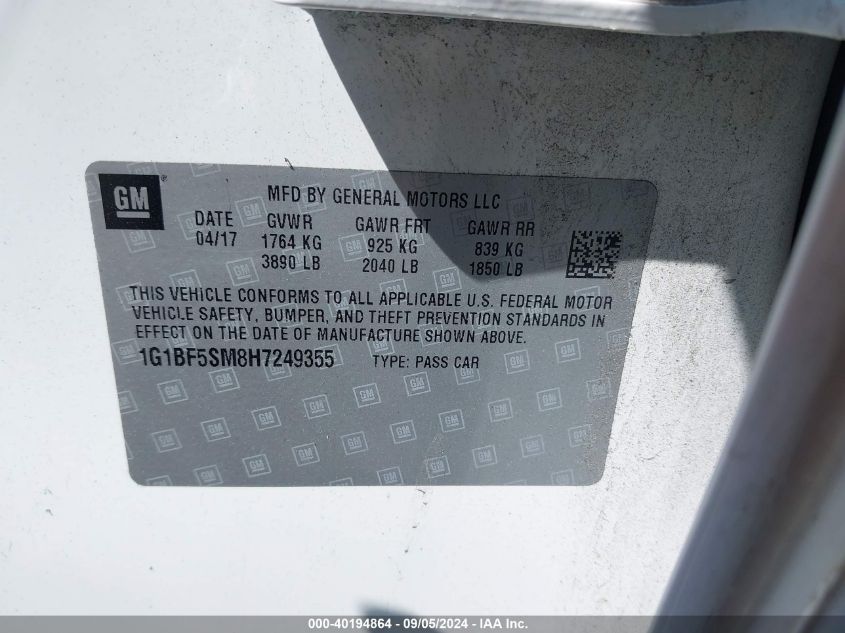 GM
MFD BY GENERAL MOTORS LLC
DATE GVWR GAWR FRT GAWR RR
04/17 1764 KG 925 KG 839 KG
3890 LB 2040 LB 1850 LB
THIS VEHICLE CONFORMS TO ALL APPLICABLE U.S. FEDERAL MOTOR
VEHICLE SAFETY, BUMPER, AND THEFT PREVENTION STANDARDS IN
EFFECT ON THE DATE OF MANUFACTURE SHOWN ABOVE.
1G1BF5SM8H7249355 TYPE: PASS CAR
000-40194864 - 09/05/2024 - IAA Inc.